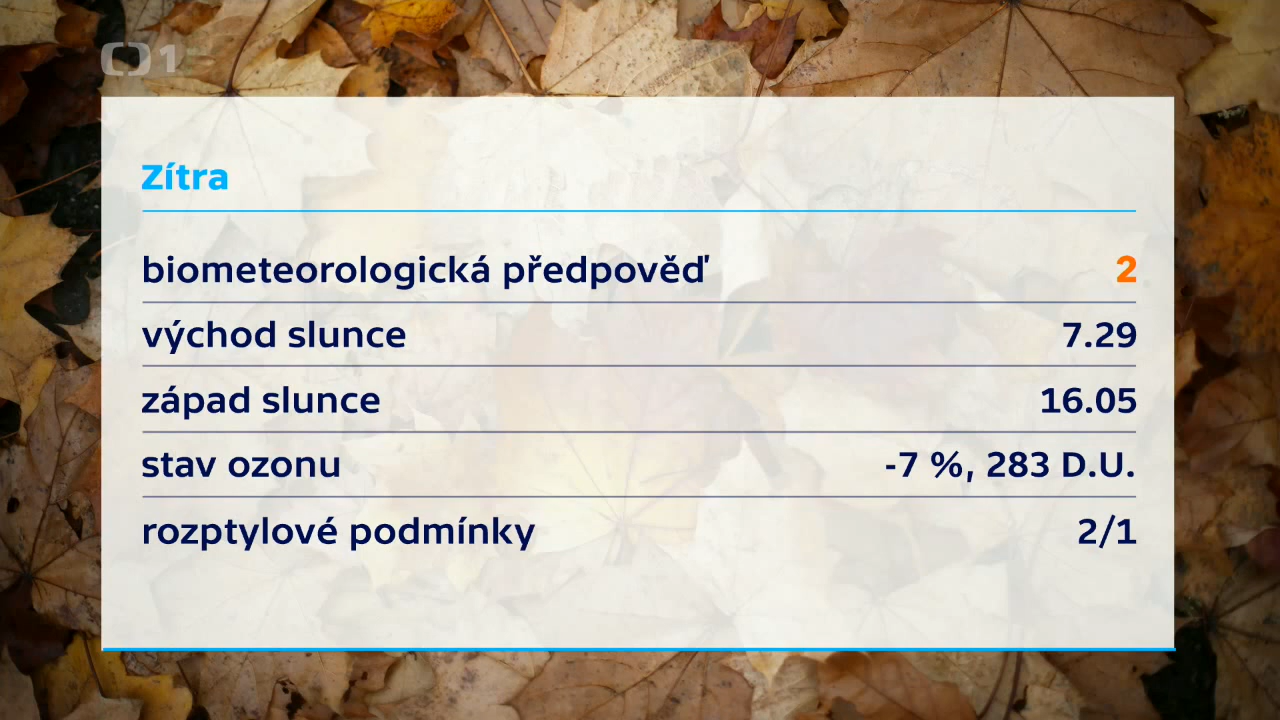 ČT1
Zítra
biometeorologická předpověď 2
východ slunce 7.29
západ slunce 16.05
stav ozonu -7 %, 283 D.U.
rozptylové podmínky 2/1